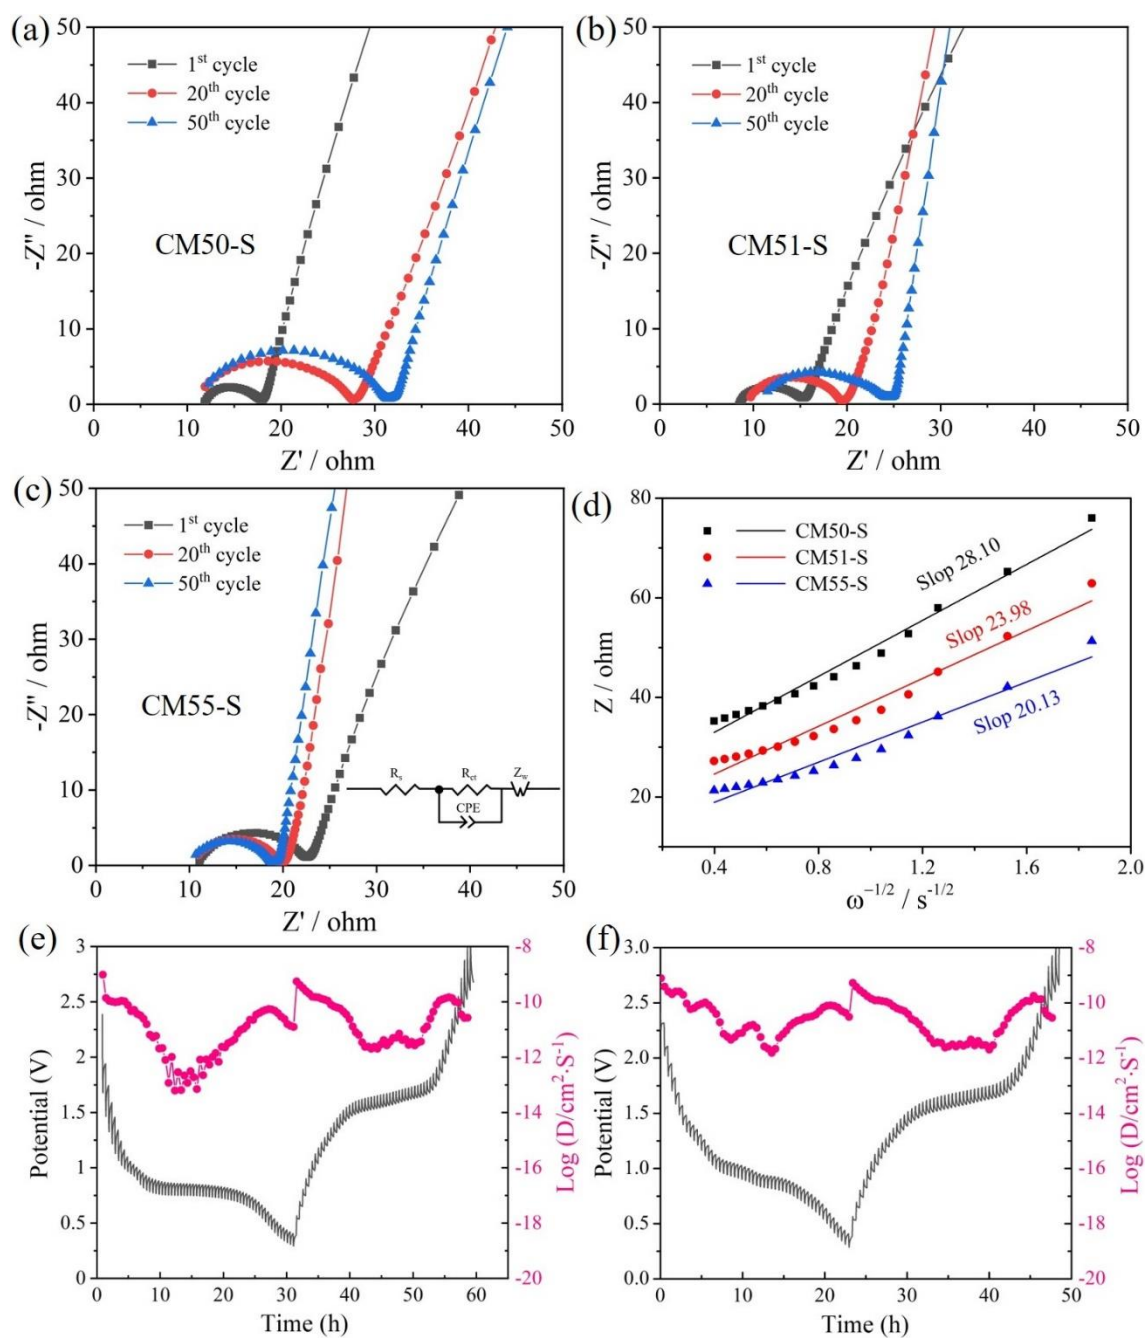 (a)
50
40
30
20
10
0
-Z" / ohm
1st cycle
20th cycle
50th cycle
CM50-S
0 10 20 30 40 50
Z' / ohm
(b)
50
40
30
20
10
0
-Z" / ohm
1st cycle
20th cycle
50th cycle
CM51-S
0 10 20 30 40 50
Z' / ohm
(c)
50
40
30
20
10
0
-Z" / ohm
1st cycle
20th cycle
50th cycle
CM55-S
Rs Rct Zw
CPE
0 10 20 30 40 50
Z' / ohm
(d)
80
60
40
20
Z / ohm
CM50-S
CM51-S
CM55-S
Slop 28.10
Slop 23.98
Slop 20.13
0.4 0.8 1.2 1.6 2.0
ω−1/2 / s-1/2
(e)
3
2.5
2
1.5
1
0.5
0
Potential (V)
-8
-10
-12
-14
-16
-18
-20
Log (D/cm²·S-1)
0 10 20 30 40 50 60
Time (h)
(f)
3.0
2.5
2.0
1.5
1.0
0.5
0.0
Potential (V)
-8
-10
-12
-14
-16
-18
-20
Log (D/cm²·S-1)
0 10 20 30 40 50
Time (h)